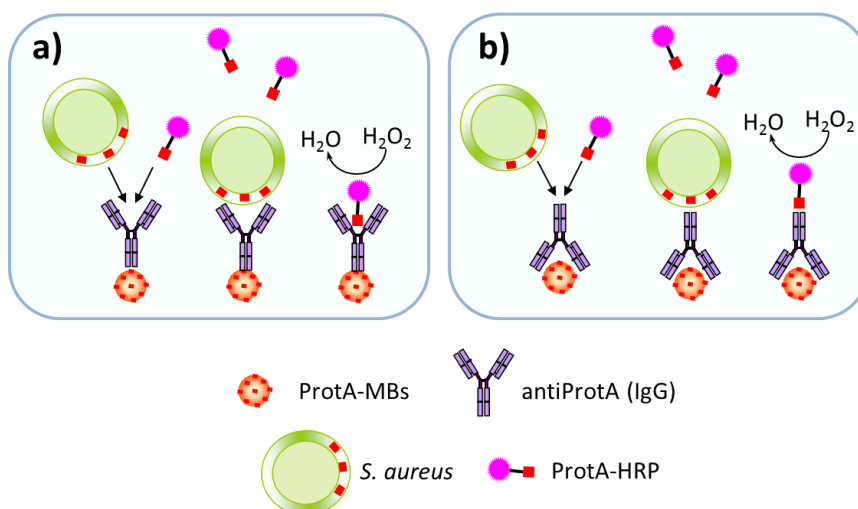 a)
H₂O H₂O₂
b)
H₂O H₂O₂
ProtA-MBs antiProtA (IgG)
S. aureus ProtA-HRP